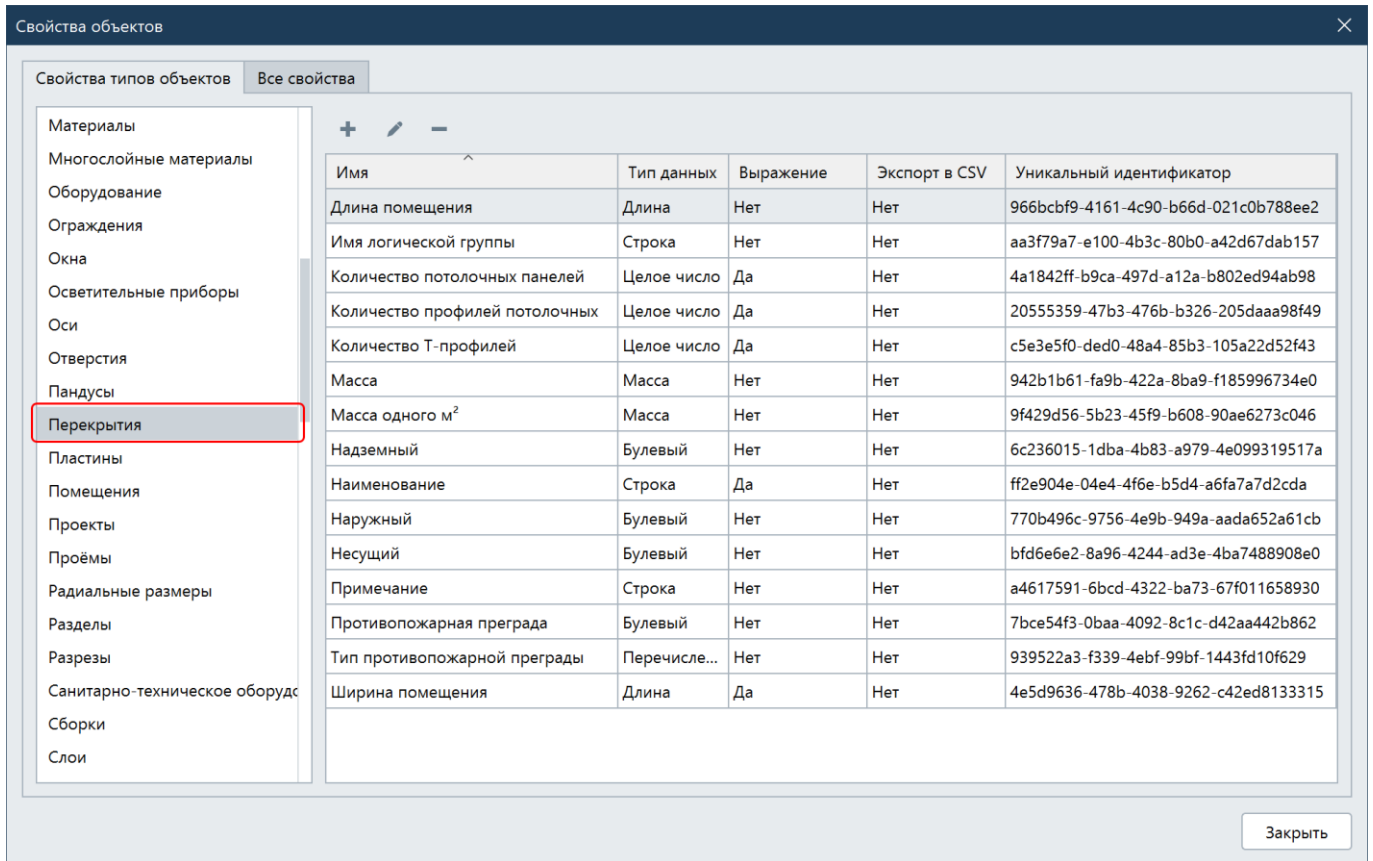 Свойства объектов
Свойства типов объектов Все свойства
Материалы
Многослойные материалы
Оборудование
Ограждения
Окна
Осветительные приборы
Оси
Отверстия
Пандусы
Перекрытия
Пластины
Помещения
Проекты
Проёмы
Радиальные размеры
Разделы
Разрезы
Санитарно-техническое оборудо
Сборки
Слои
Имя Тип данных Выражение Экспорт в CSV Уникальный идентификатор
Длина помещения Длина Нет Нет 966bcbf9-4161-4c90-b66d-021c0b788ee2
Имя логической группы Строка Нет Нет aa3f79a7-e100-4b3c-80b0-a42d67dab157
Количество потолочных панелей Целое число Да Нет 4a1842ff-b9ca-497d-a12a-b802ed94ab98
Количество профилей потолочных Целое число Да Нет 20555359-47b3-476b-b326-205daaa98f49
Количество Т-профилей Целое число Да Нет c5e3e5f0-ded0-48a4-85b3-105a22d52f43
Масса Масса Нет Нет 942b1b61-fa9b-422a-8ba9-f185996734e0
Масса одного м² Масса Нет Нет 9f429d56-5b23-45f9-b608-90ae6273c046
Надземный Булевый Нет Нет 6c236015-1dba-4b83-a979-4e099319517a
Наименование Строка Да Нет ff2e904e-04e4-4f6e-b5d4-a6fa7a7d2cda
Наружный Булевый Нет Нет 770b496c-9756-4e9b-949a-aada652a61cb
Несущий Булевый Нет Нет bfd6e6e2-8a96-4244-ad3e-4ba7488908e0
Примечание Строка Нет Нет a4617591-6bcd-4322-ba73-67f011658930
Противопожарная преграда Булевый Нет Нет 7bce54f3-0baa-4092-8c1c-d42aa442b862
Тип противопожарной преграды Перечисле... Нет Нет 939522a3-f339-4ebf-99bf-1443fd10f629
Ширина помещения Длина Да Нет 4e5d9636-478b-4038-9262-c42ed8133315
Закрыть